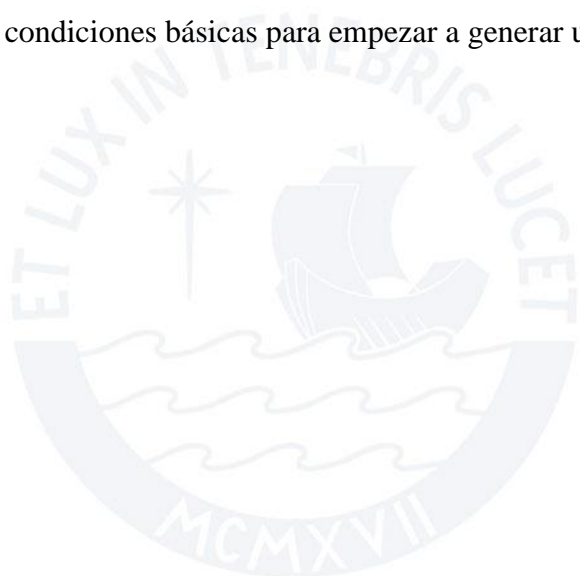 condiciones básicas para empezar a generar u
ET LUX IN TENEBRIS LUCET
MCMXVII